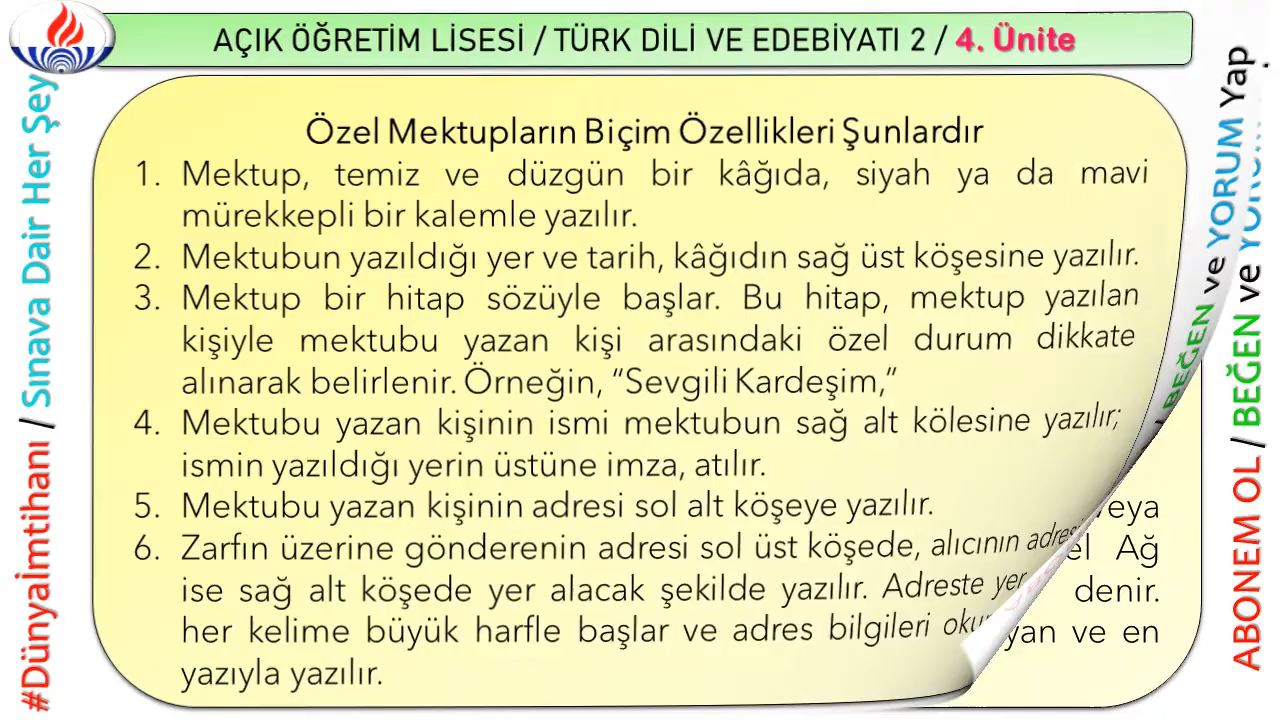 AÇIK ÖĞRETİM LİSESİ / TÜRK DİLİ VE EDEBİYATI 2 / 4. Ünite
#Dünyaİmtihanı / Sınava Dair Her Şey
Özel Mektupların Biçim Özellikleri Şunlardır
1. Mektup, temiz ve düzgün bir kâğıda, siyah ya da mavi
mürekkepli bir kalemle yazılır.
2. Mektubun yazıldığı yer ve tarih, kâğıdın sağ üst köşesine yazılır.
3. Mektup bir hitap sözüyle başlar. Bu hitap, mektup yazılan
kişiyle mektubu yazan kişi arasındaki özel durum dikkate
alınarak belirlenir. Örneğin, “Sevgili Kardeşim,”
4. Mektubu yazan kişinin ismi mektubun sağ alt kölesine yazılır;
ismin yazıldığı yerin üstüne imza, atılır.
5. Mektubu yazan kişinin adresi sol alt köşeye yazılır.
6. Zarfın üzerine gönderenin adresi sol üst köşede, alıcının
ise sağ alt köşede yer alacak şekilde yazılır. Adreste
her kelime büyük harfle başlar ve adres bilgileri
yazıyla yazılır.
Ağ
denir.
ve en
BEĞEN ve YORUM Yap
ABONEM OL / BEĞEN ve